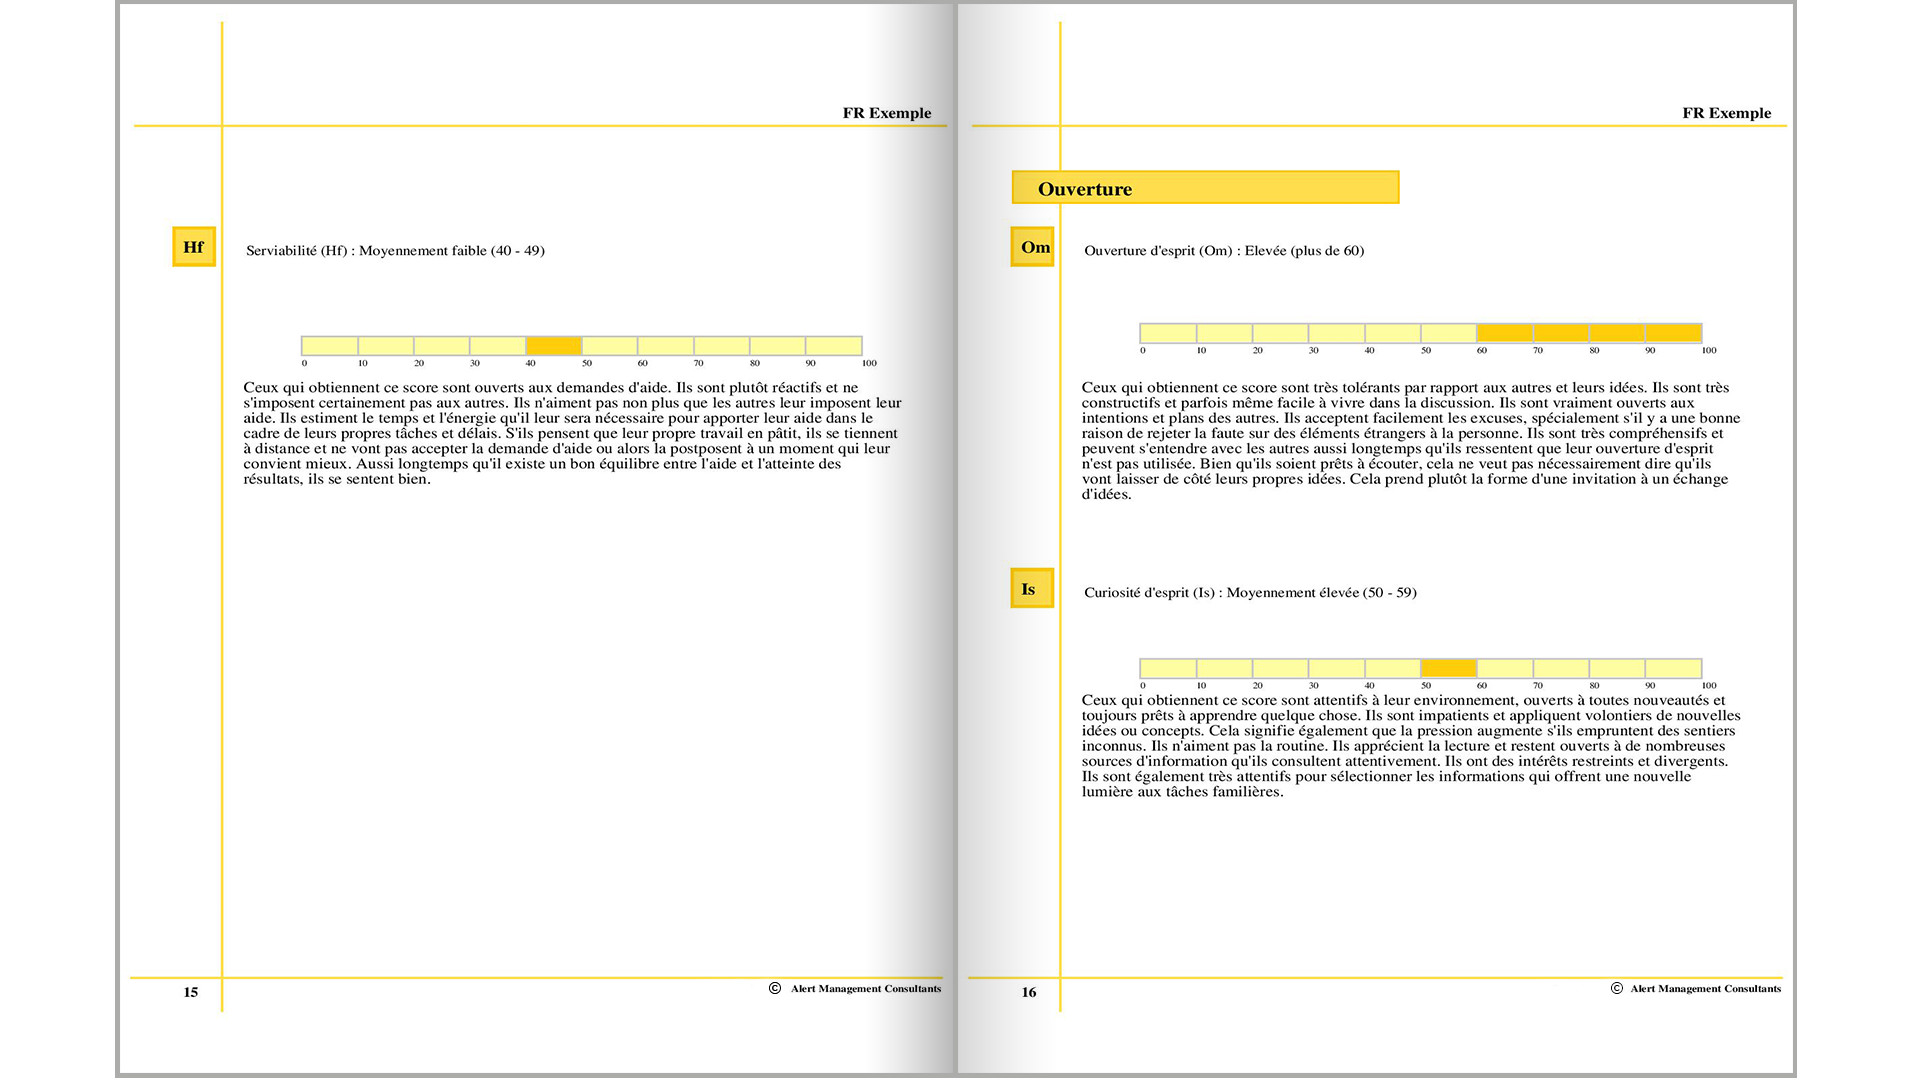 FR Exemple
Hf
Serviabilité (Hf) : Moyennement faible (40 - 49)
0 10 20 30 40 50 60 70 80 90 100
Ceux qui obtiennent ce score sont ouverts aux demandes d'aide. Ils sont plutôt réactifs et ne
s'imposent certainement pas aux autres. Ils n'aiment pas non plus que les autres leur imposent leur
aide. Ils estiment le temps et l'énergie qu'il leur sera nécessaire pour apporter leur aide dans le
cadre de leurs propres tâches et délais. S'ils pensent que leur propre travail en pâtit, ils se tiennent
à distance et ne vont pas accepter la demande d'aide ou alors la postposent à un moment qui leur
convient mieux. Aussi longtemps qu'il existe un bon équilibre entre l'aide et l'atteinte des
résultats, ils se sentent bien.
15
© Alert Management Consultants
FR Exemple
Ouverture
Om
Ouverture d'esprit (Om) : Elevée (plus de 60)
0 10 20 30 40 50 60 70 80 90 100
Ceux qui obtiennent ce score sont très tolérants par rapport aux autres et leurs idées. Ils sont très
constructifs et parfois même facile à vivre dans la discussion. Ils sont vraiment ouverts aux
intentions et plans des autres. Ils acceptent facilement les excuses, spécialement s'il y a une bonne
raison de rejeter la faute sur des éléments étrangers à la personne. Ils sont très compréhensifs et
peuvent s'entendre avec les autres aussi longtemps qu'ils ressentent que leur ouverture d'esprit
n'est pas utilisée. Bien qu'ils soient prêts à écouter, cela ne veut pas nécessairement dire qu'ils
vont laisser de côté leurs propres idées. Cela prend plutôt la forme d'une invitation à un échange
d'idées.
Is
Curiosité d'esprit (Is) : Moyennement élevée (50 - 59)
0 10 20 30 40 50 60 70 80 90 100
Ceux qui obtiennent ce score sont attentifs à leur environnement, ouverts à toutes nouveautés et
toujours prêts à apprendre quelque chose. Ils sont impatients et appliquent volontiers de nouvelles
idées ou concepts. Cela signifie également que la pression augmente s'ils empruntent des sentiers
inconnus. Ils n'aiment pas la routine. Ils apprécient la lecture et restent ouverts à de nombreuses
sources d'information qu'ils consultent attentivement. Ils ont des intérêts restreints et divergents.
Ils sont également très attentifs pour sélectionner les informations qui offrent une nouvelle
lumière aux tâches familières.
16
© Alert Management Consultants